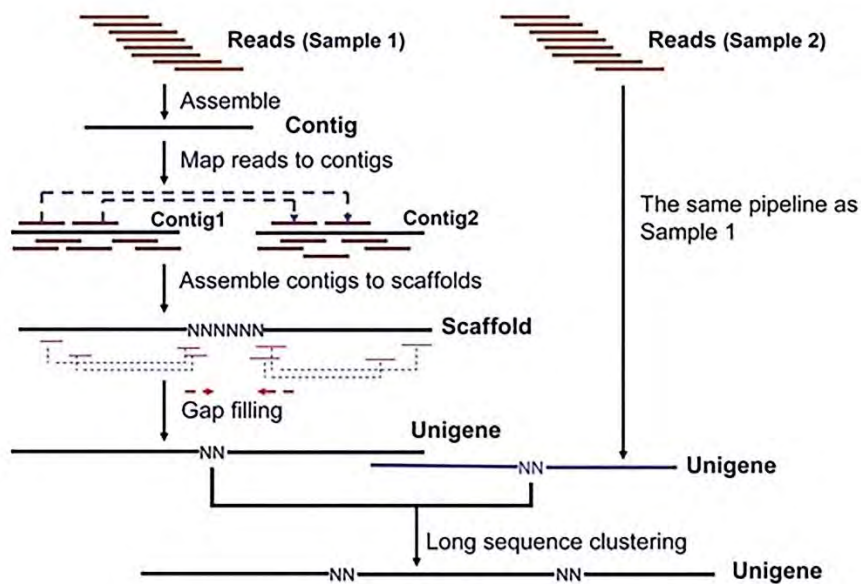 Reads (Sample 1)
Reads (Sample 2)
Assemble
Contig
Map reads to contigs
Contig1
Contig2
The same pipeline as
Sample 1
Assemble contigs to scaffolds
NNNNNN
Scaffold
Gap filling
Unigene
NN
NN
Unigene
Long sequence clustering
NN
NN
Unigene